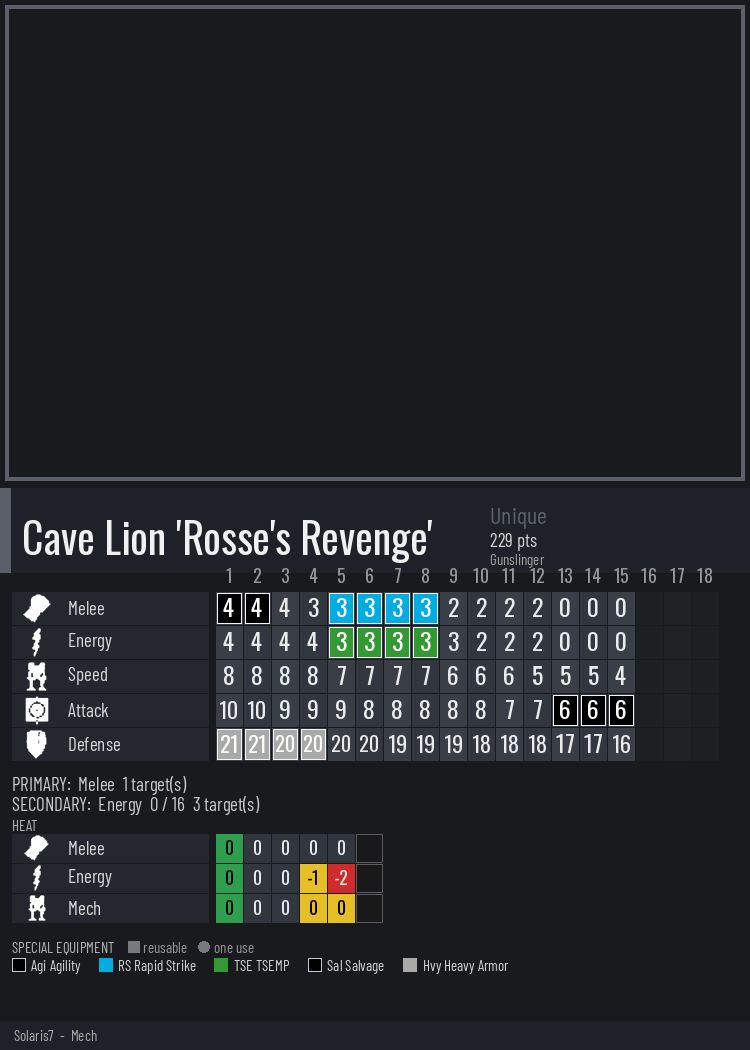 Cave Lion 'Rosse's Revenge'
Unique
229 pts
Gunslinger
1 2 3 4 5 6 7 8 9 10 11 12 13 14 15 16 17 18
Melee 4 4 4 3 3 3 3 3 2 2 2 2 0 0 0
Energy 4 4 4 4 3 3 3 3 3 2 2 2 0 0 0
Speed 8 8 8 8 7 7 7 7 6 6 6 5 5 5 4
Attack 10 10 9 9 9 8 8 8 8 8 7 7 6 6 6
Defense 21 21 20 20 20 20 19 19 19 18 18 18 17 17 16
PRIMARY: Melee 1 target(s)
SECONDARY: Energy 0 / 16 3 target(s)
HEAT
Melee 0 0 0 0 0
Energy 0 0 0 -1 -2
Mech 0 0 0 0 0
SPECIAL EQUIPMENT reusable one use
Agi Agility RS Rapid Strike TSE TSEMP Sal Salvage Hvy Heavy Armor
Solaris7 - Mech